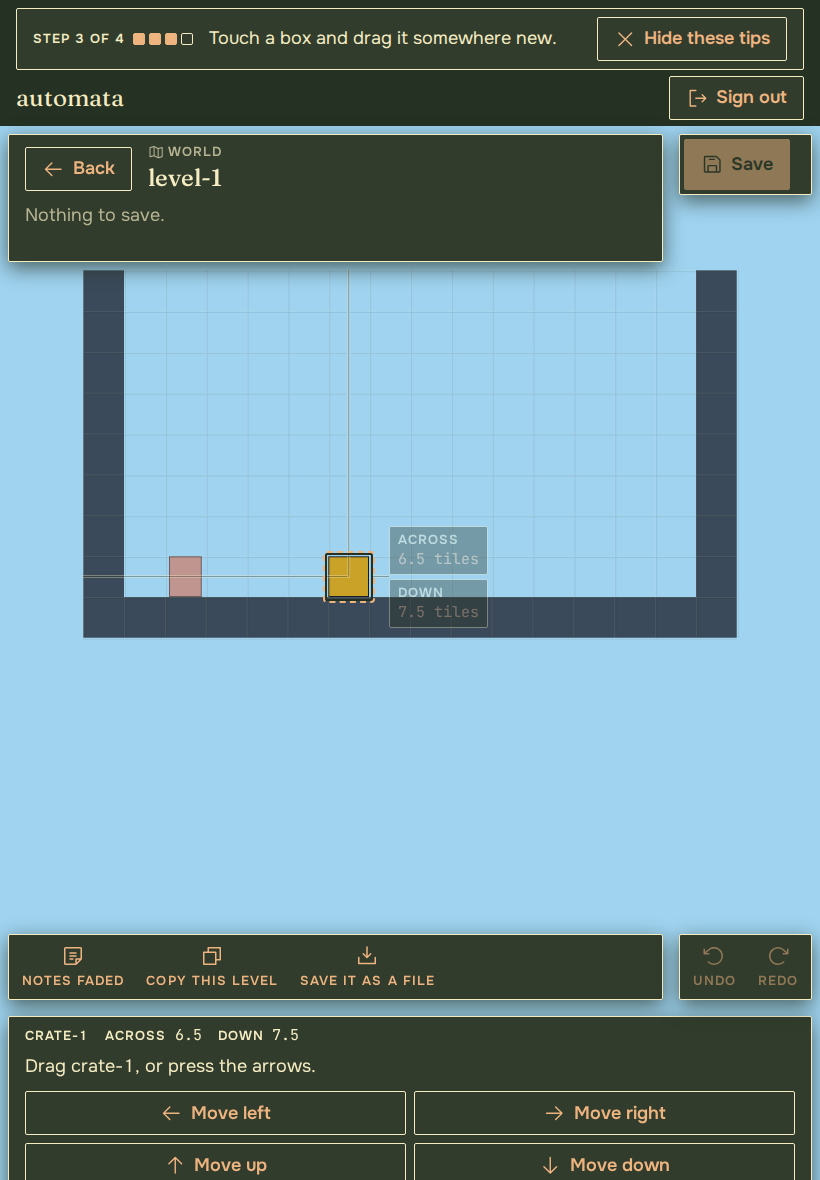 STEP 3 OF 4 Touch a box and drag it somewhere new. Hide these tips
automata Sign out
Back WORLD Save
level-1
Nothing to save.
ACROSS
6.5 tiles
DOWN
7.5 tiles
NOTES FADED COPY THIS LEVEL SAVE IT AS A FILE UNDO REDO
CRATE-1 ACROSS 6.5 DOWN 7.5
Drag crate-1, or press the arrows.
Move left Move right
Move up Move down